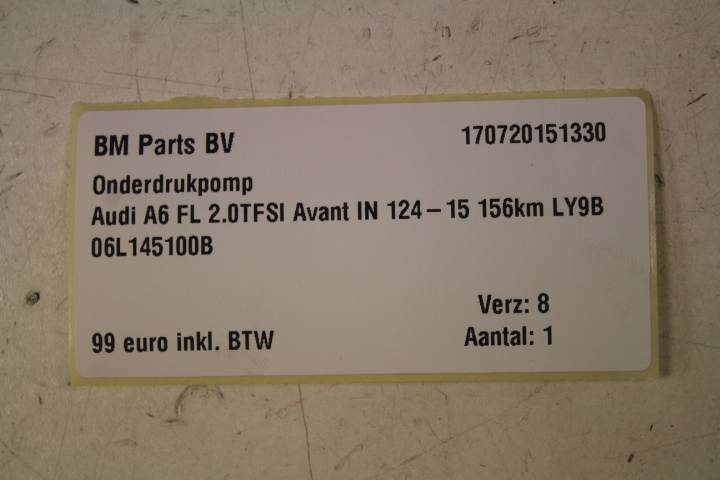 BM Parts BV 170720151330
Onderdrukpomp
Audi A6 FL 2.0TFSI Avant IN 124-15 156km LY9B
06L145100B
Verz: 8
99 euro inkl. BTW Aantal: 1